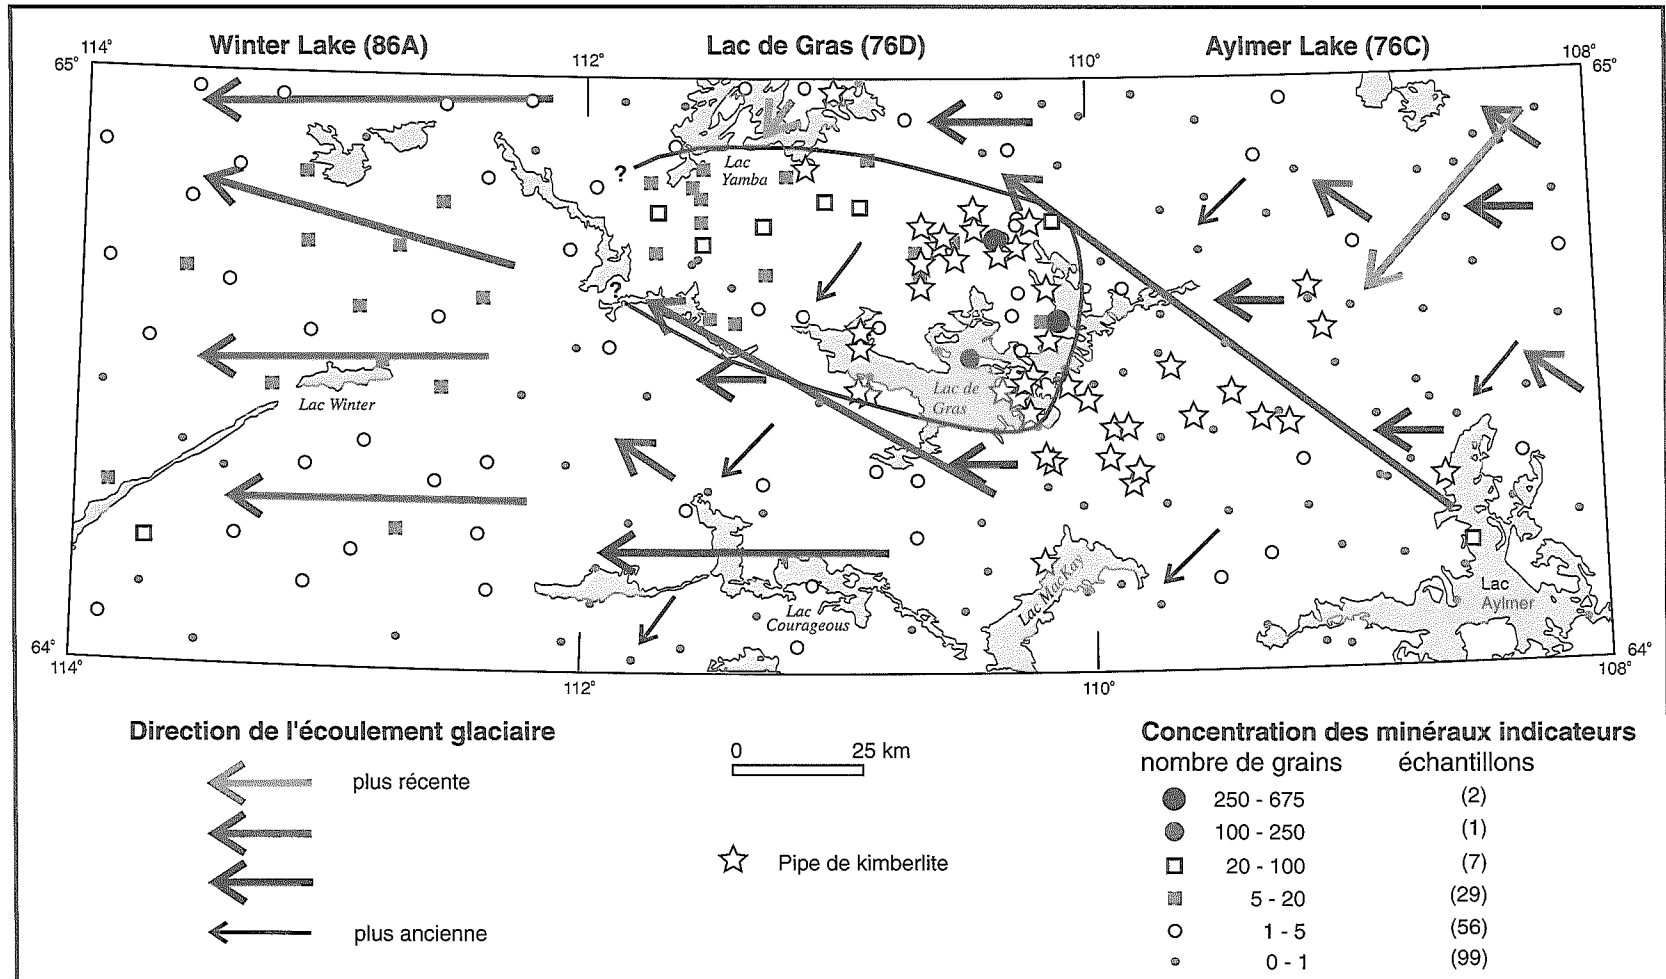 Winter Lake (86A)
Lac de Gras (76D)
Aylmer Lake (76C)
114°
65°
112°
110°
108°
65°
?
Lac
Yamba
?
Lac Winter
Lac de
Gras
Lac
Courageous
Lac MacKay
Lac
Aylmer
64°
114°
112°
110°
64°
108°
Direction de l'écoulement glaciaire
plus récente
plus ancienne
0 25 km
Pipe de kimberlite
Concentration des minéraux indicateurs
nombre de grains échantillons
250 - 675 (2)
100 - 250 (1)
20 - 100 (7)
5 - 20 (29)
1 - 5 (56)
0 - 1 (99)